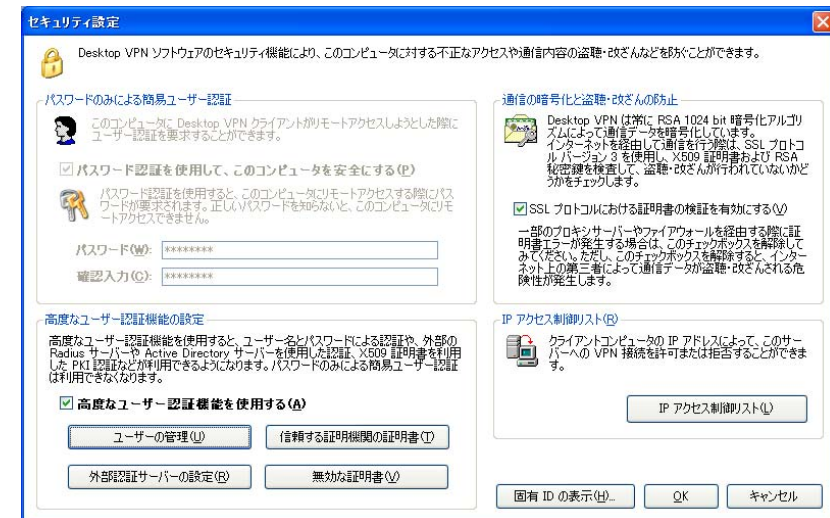 セキュリティ設定
Desktop VPN ソフトウェアのセキュリティ機能により、このコンピュータに対する不正なアクセスや通信内容の盗聴・改ざんなどを防ぐことができます。
パスワードのみによる簡易ユーザー認証
このコンピュータに Desktop VPN クライアントがリモートアクセスしようとした際に
ユーザー認証を要求することができます。
パスワード認証を使用して、このコンピュータを安全にする(P)
パスワード認証を使用すると、このコンピュータにリモートアクセスする際にパス
ワードが要求されます。正しいパスワードを知らないと、このコンピュータにリモ
ートアクセスできません。
パスワード(W): ********
確認入力(C): ********
高度なユーザー認証機能の設定
高度なユーザー認証機能を使用すると、ユーザー名とパスワードによる認証や、外部の
Radius サーバーや Active Directory サーバーを使用した認証、X509 証明書を利用
した PKI 認証などが利用できるようになります。パスワードのみによる簡易ユーザー認証
は利用できなくなります。
高度なユーザー認証機能を使用する(A)
ユーザーの管理(U)
信頼する証明機関の証明書(T)
外部認証サーバーの設定(R)
無効な証明書(V)
通信の暗号化と盗聴・改ざんの防止
Desktop VPN は常に RSA 1024 bit 暗号化アルゴリ
ズムによって通信データを暗号化しています。
インターネットを経由して通信を行う際は、SSL プロトコ
ル バージョン 3 を使用し、X509 証明書および RSA
秘密鍵を検査して、盗聴・改ざんが行われていないかど
うかをチェックします。
SSL プロトコルにおける証明書の検証を有効にする(V)
一部のプロキシサーバーやファイアウォールを経由する際に証
明書エラーが発生する場合は、このチェックボックスを解除して
みてください。ただし、このチェックボックスを解除すると、インター
ネット上の第三者によって通信データが盗聴・改ざんされる危
険性が発生します。
IP アクセス制御リスト(R)
クライアントコンピュータの IP アドレスによって、このサー
バーへの VPN 接続を許可または拒否することができま
す。
IP アクセス制御リスト(L)
固有 ID の表示(H)...
OK
キャンセル